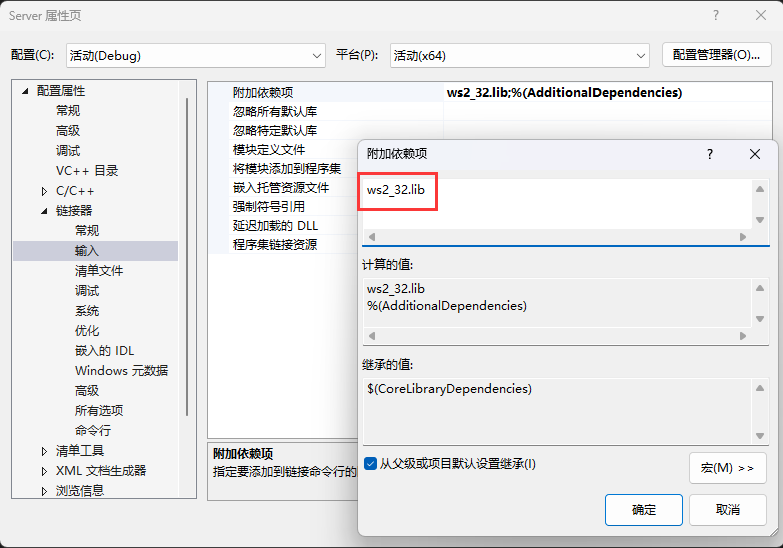 Server 属性页
配置(C):
活动(Debug)
平台(P):
活动(x64)
配置管理器(O)...
配置属性
常规
高级
调试
VC++ 目录
C/C++
链接器
常规
输入
清单文件
调试
系统
优化
嵌入的 IDL
Windows 元数据
高级
所有选项
命令行
清单工具
XML 文档生成器
浏览信息
附加依赖项
ws2_32.lib;%(AdditionalDependencies)
忽略所有默认库
忽略特定默认库
模块定义文件
将模块添加到程序集
嵌入托管资源文件
强制符号引用
延迟加载的 DLL
程序集链接资源
附加依赖项
指定要添加到链接命令行的
附加依赖项
ws2_32.lib
计算的值:
ws2_32.lib
%(AdditionalDependencies)
继承的值:
$(CoreLibraryDependencies)
从父级或项目默认设置继承(I)
宏(M) >>
确定
取消